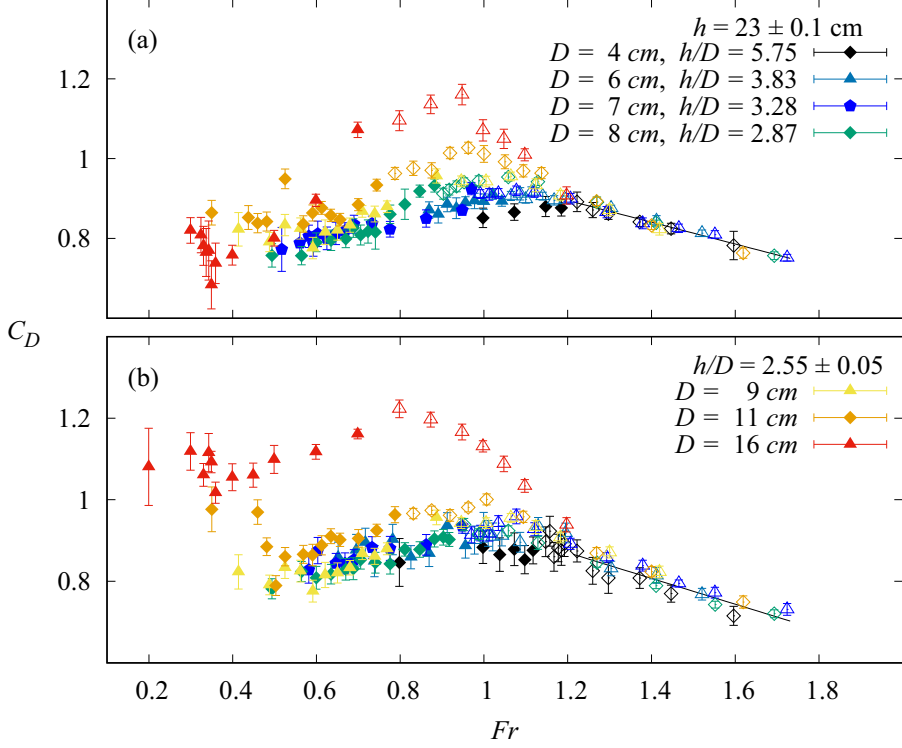 (a)
h = 23 ± 0.1 cm
D = 4 cm, h/D = 5.75
D = 6 cm, h/D = 3.83
D = 7 cm, h/D = 3.28
D = 8 cm, h/D = 2.87
1.2
1
0.8
C_D
(b)
h/D = 2.55 ± 0.05
D = 9 cm
D = 11 cm
D = 16 cm
1.2
1
0.8
0.2 0.4 0.6 0.8 1 1.2 1.4 1.6 1.8
Fr